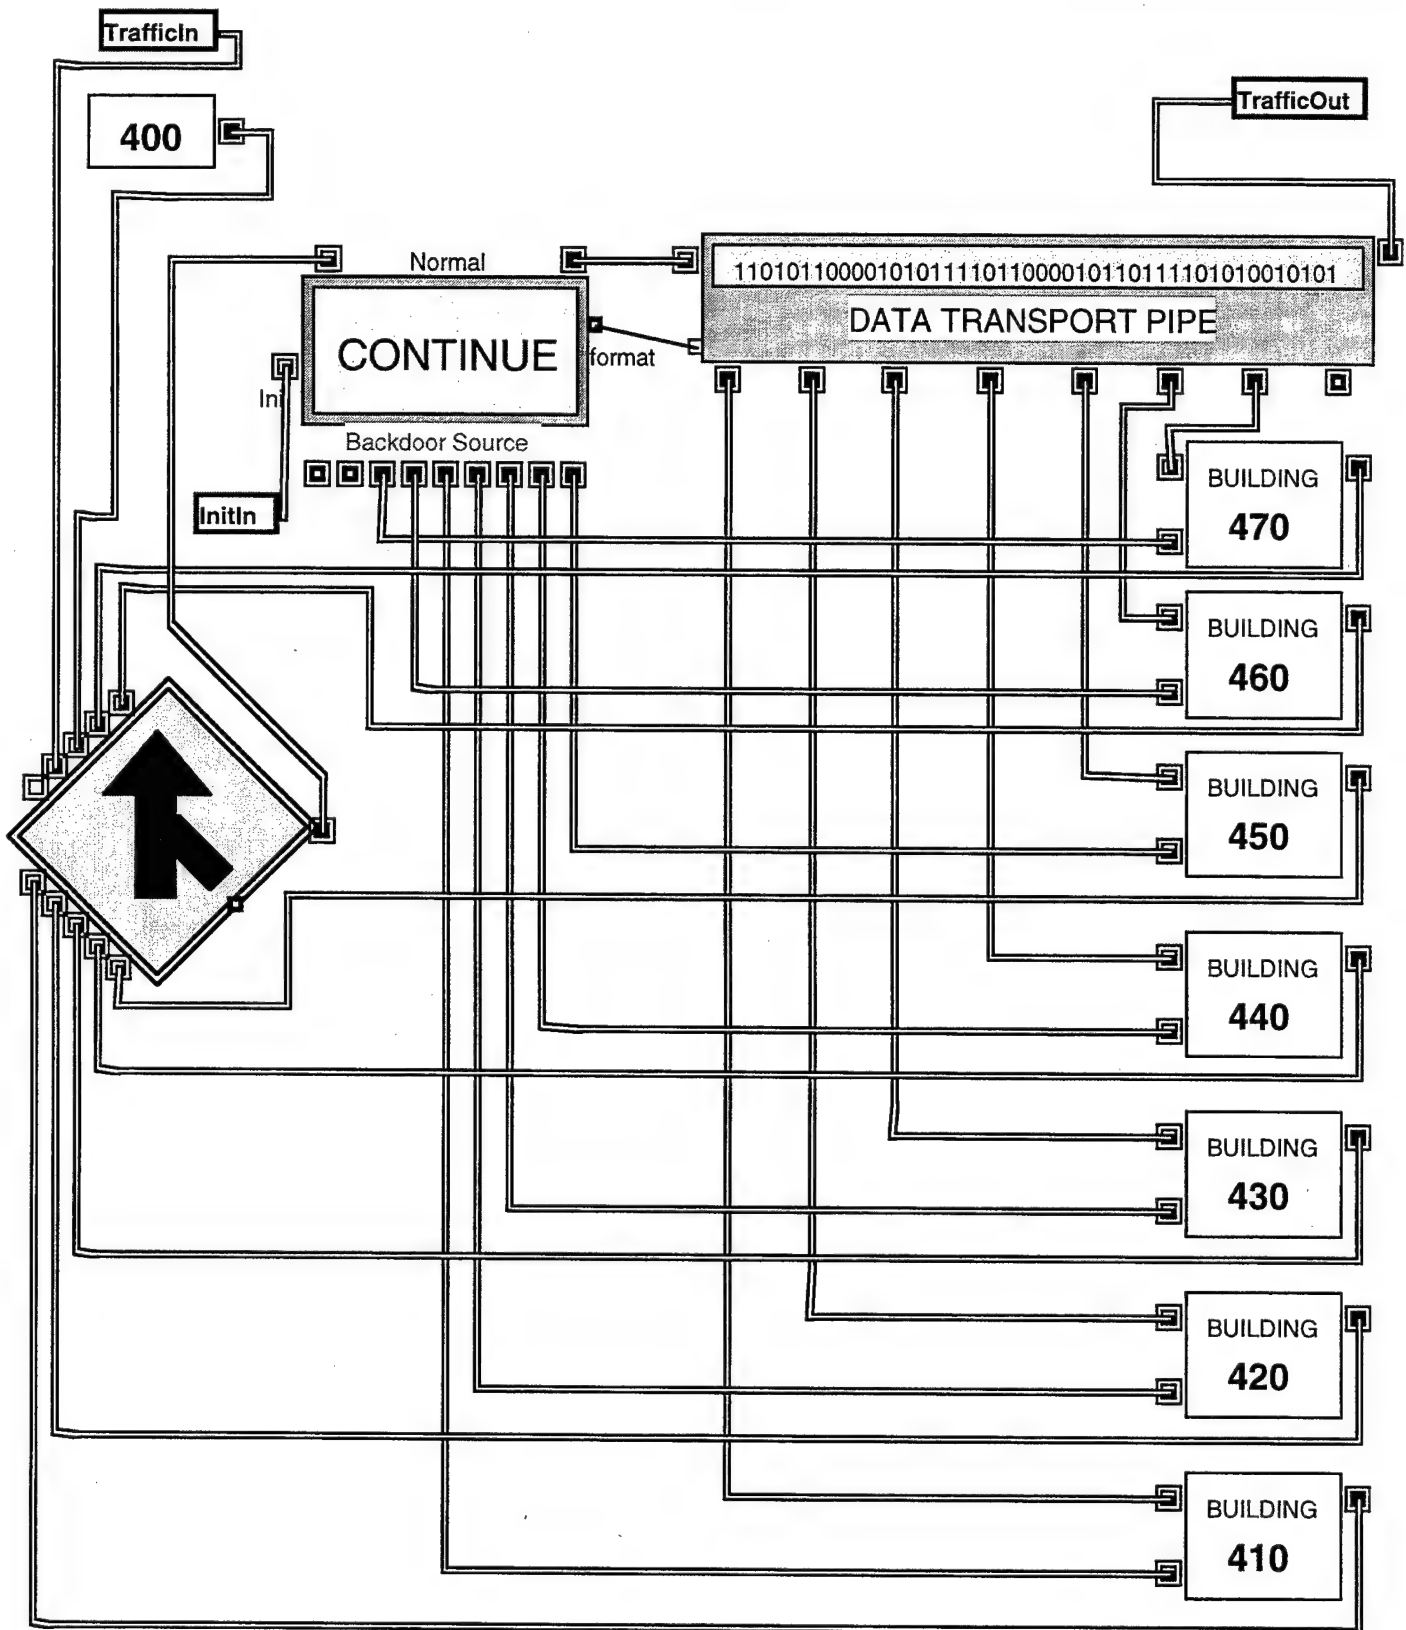 TrafficIn
400
TrafficOut
Normal
1101011000010101111011000010110111101010010101
DATA TRANSPORT PIPE
CONTINUE
format
Ini
Backdoor Source
InitIn
BUILDING
470
BUILDING
460
BUILDING
450
BUILDING
440
BUILDING
430
BUILDING
420
BUILDING
410